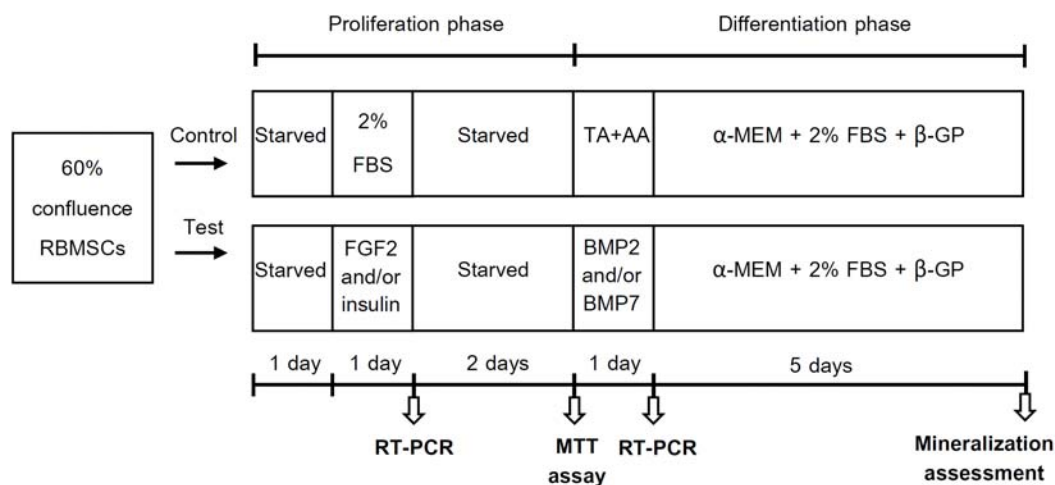 Proliferation phase
Differentiation phase
60%
confluence
RBMSCs
Control
Starved
2%
FBS
Starved
TA+AA
α-MEM + 2% FBS + β-GP
Test
Starved
FGF2
and/or
insulin
Starved
BMP2
and/or
BMP7
α-MEM + 2% FBS + β-GP
1 day
1 day
2 days
1 day
5 days
RT-PCR
MTT
assay
RT-PCR
Mineralization
assessment